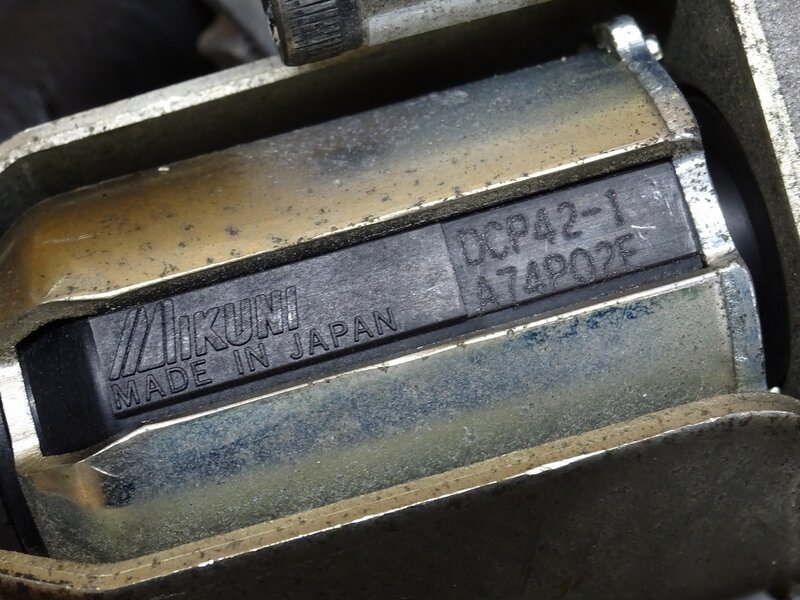 MIKUNI
MADE IN JAPAN
DCP42-1
A74P02F